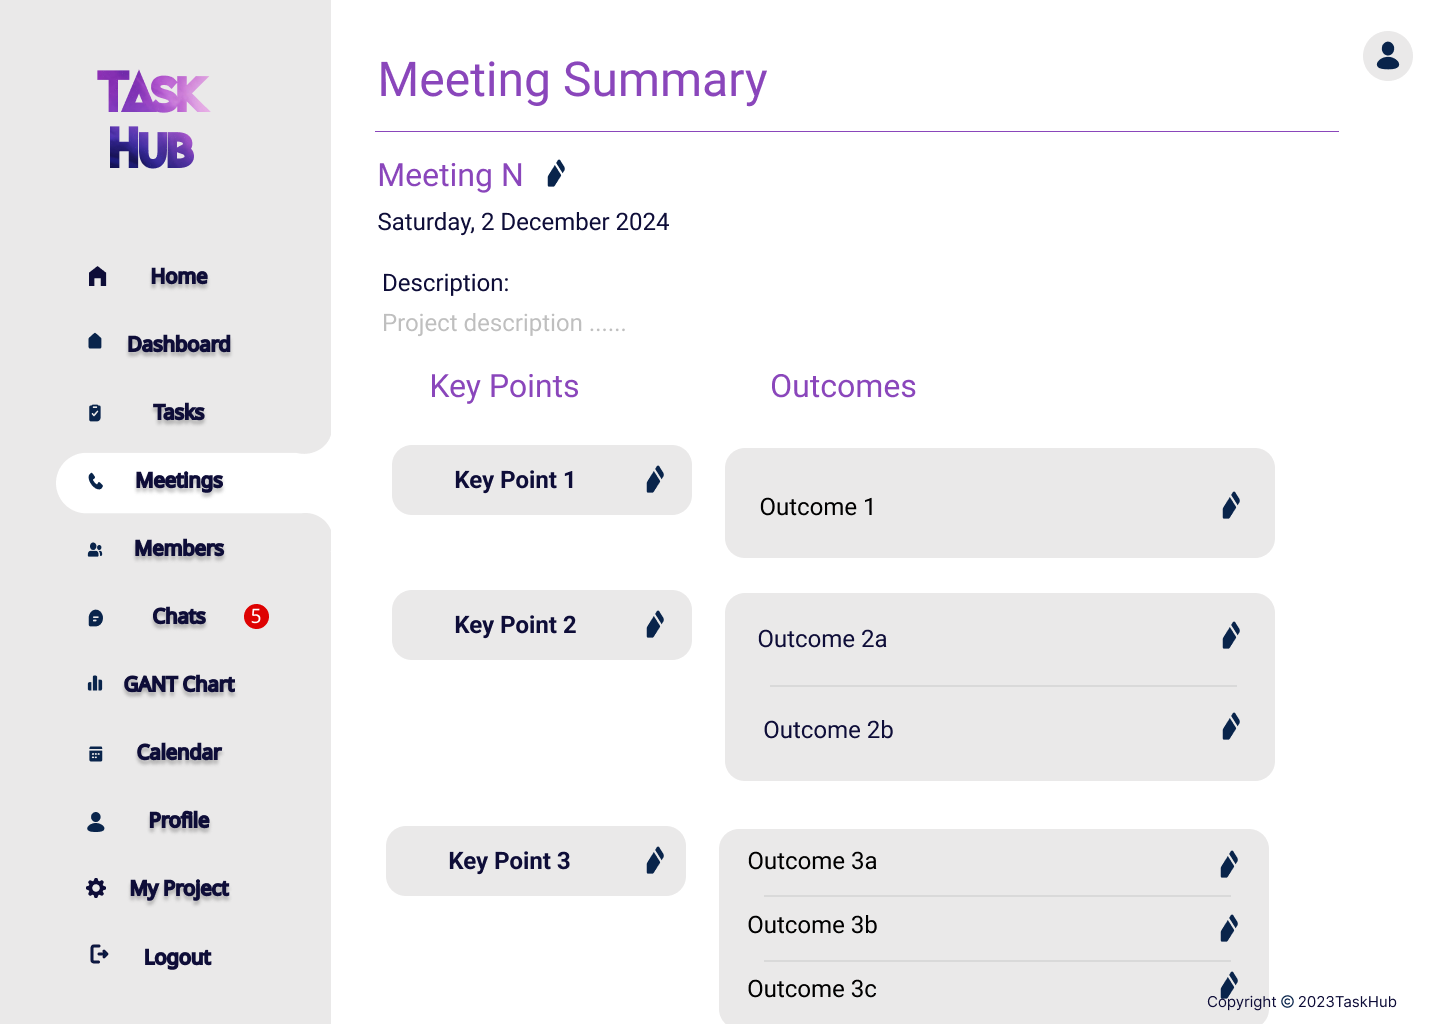 TASK
HUB
Home
Dashboard
Tasks
Meetings
Members
Chats 5
GANT Chart
Calendar
Profile
My Project
Logout
Meeting Summary
Meeting N
Saturday, 2 December 2024
Description:
Project description ......
Key Points
Outcomes
Key Point 1
Outcome 1
Key Point 2
Outcome 2a
Outcome 2b
Key Point 3
Outcome 3a
Outcome 3b
Outcome 3c
Copyright © 2023TaskHub